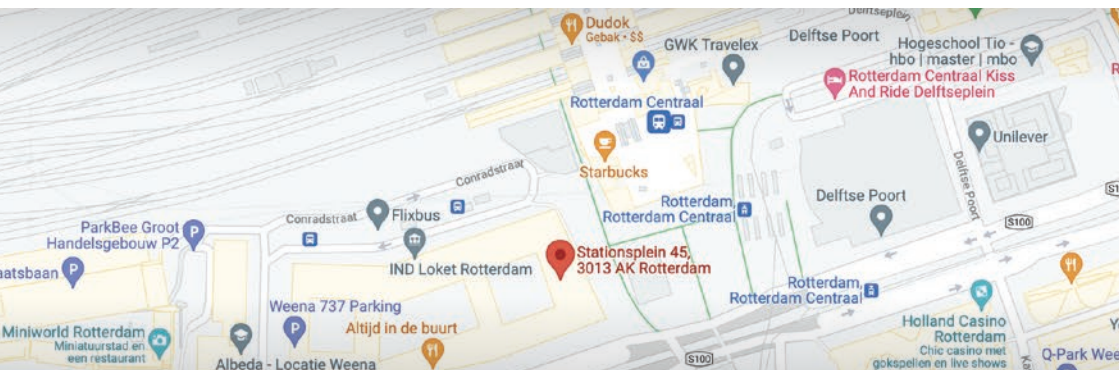 Dudok
Gebak • $$
GWK Travelex
Delftseplein
Delftse Poort
Hogeschool Tio -
hbo | master | mbo
Rotterdam Centraal Kiss
And Ride Delftseplein
Rotterdam Centraal
Unilever
Starbucks
Conradstraat
Delftse Poort
S1
Rotterdam,
Rotterdam Centraal
Delftse Poort
S100
ParkBee Groot
Handelsgebouw P2
Conradstraat
Flixbus
IND Loket Rotterdam
Stationsplein 45,
3013 AK Rotterdam
aatsbaan
Rotterdam,
Rotterdam Centraal
Weena 737 Parking
Holland Casino
Rotterdam
Chic casino met
gokspellen en live shows
Miniworld Rotterdam
Miniatuurstad en
een restaurant
Altijd in de buurt
Albeda - Locatie Weena
S100
Q-Park Wee